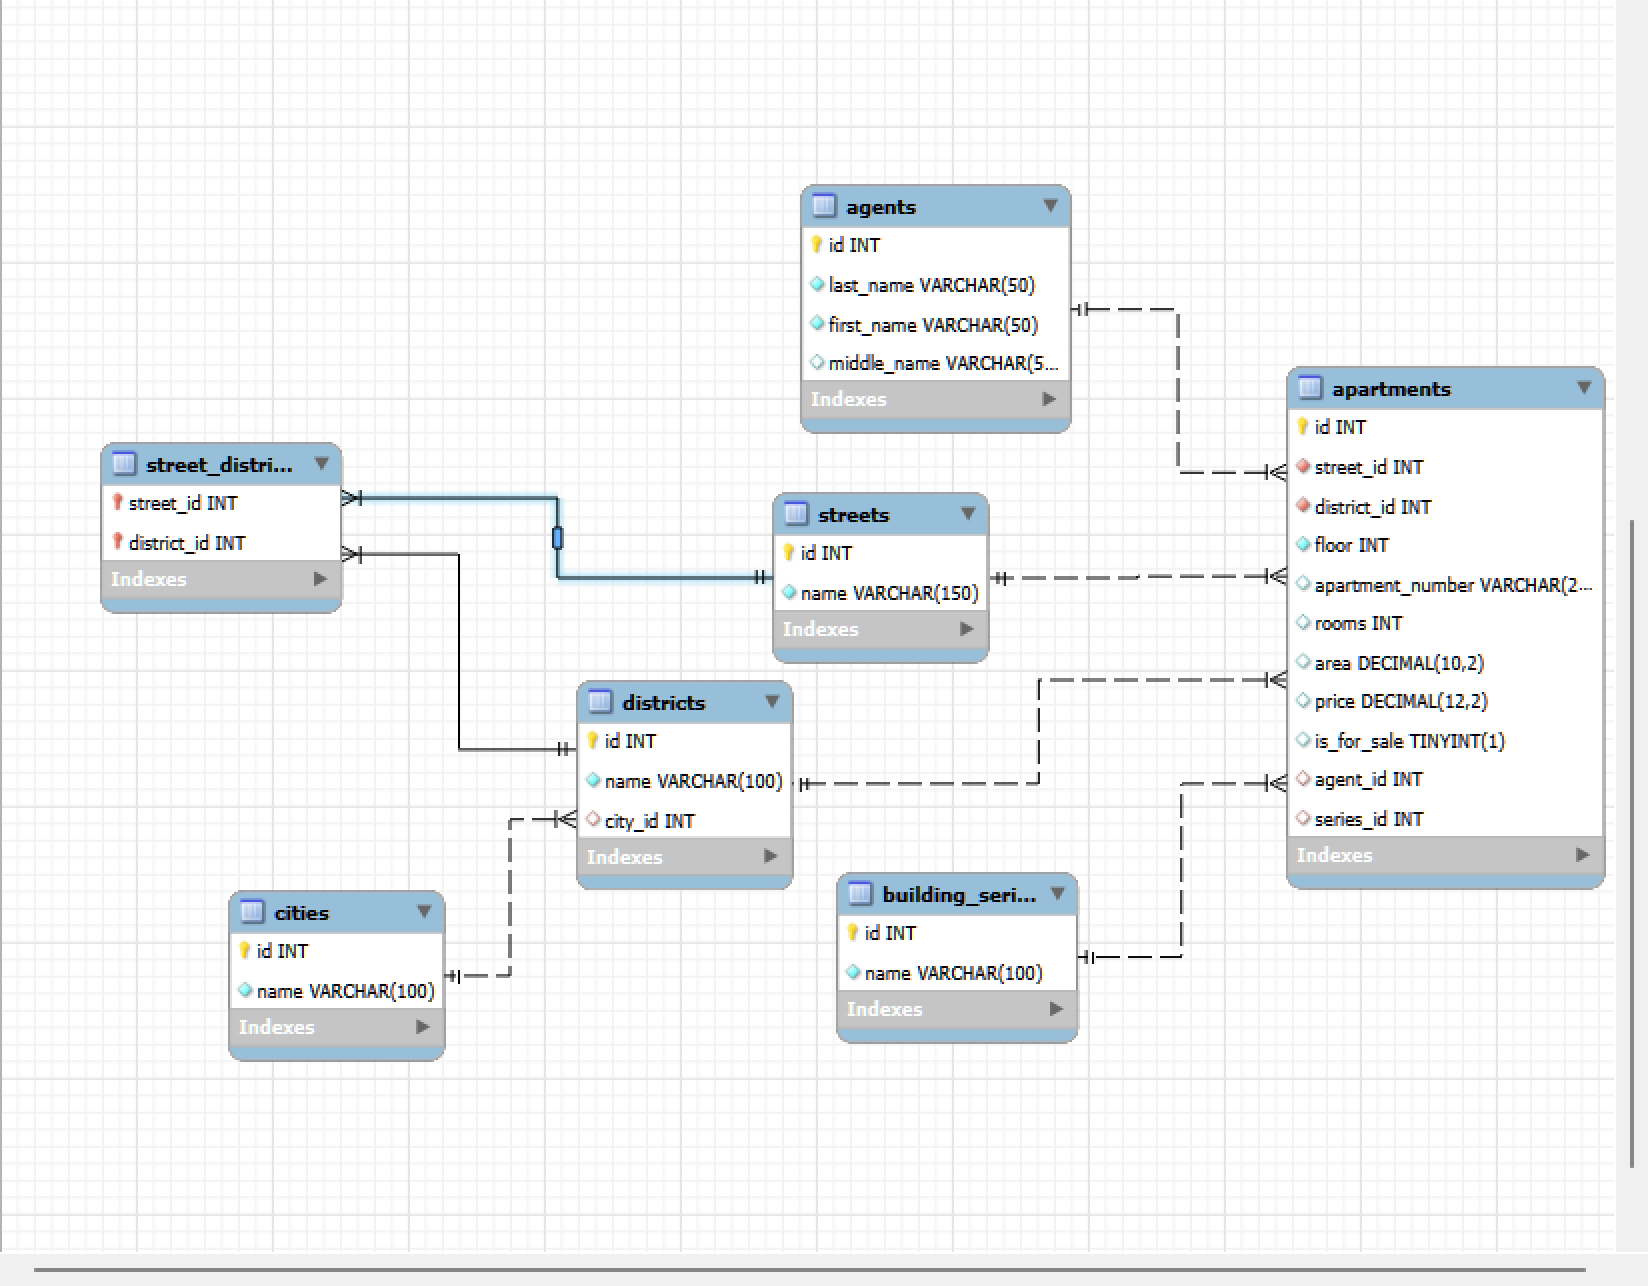 agents
id INT
last_name VARCHAR(50)
first_name VARCHAR(50)
middle_name VARCHAR(5...
Indexes
apartments
id INT
street_id INT
district_id INT
floor INT
apartment_number VARCHAR(2...
rooms INT
area DECIMAL(10,2)
price DECIMAL(12,2)
is_for_sale TINYINT(1)
agent_id INT
series_id INT
Indexes
street_distri...
street_id INT
district_id INT
Indexes
streets
id INT
name VARCHAR(150)
Indexes
districts
id INT
name VARCHAR(100)
city_id INT
Indexes
building_seri...
id INT
name VARCHAR(100)
Indexes
cities
id INT
name VARCHAR(100)
Indexes